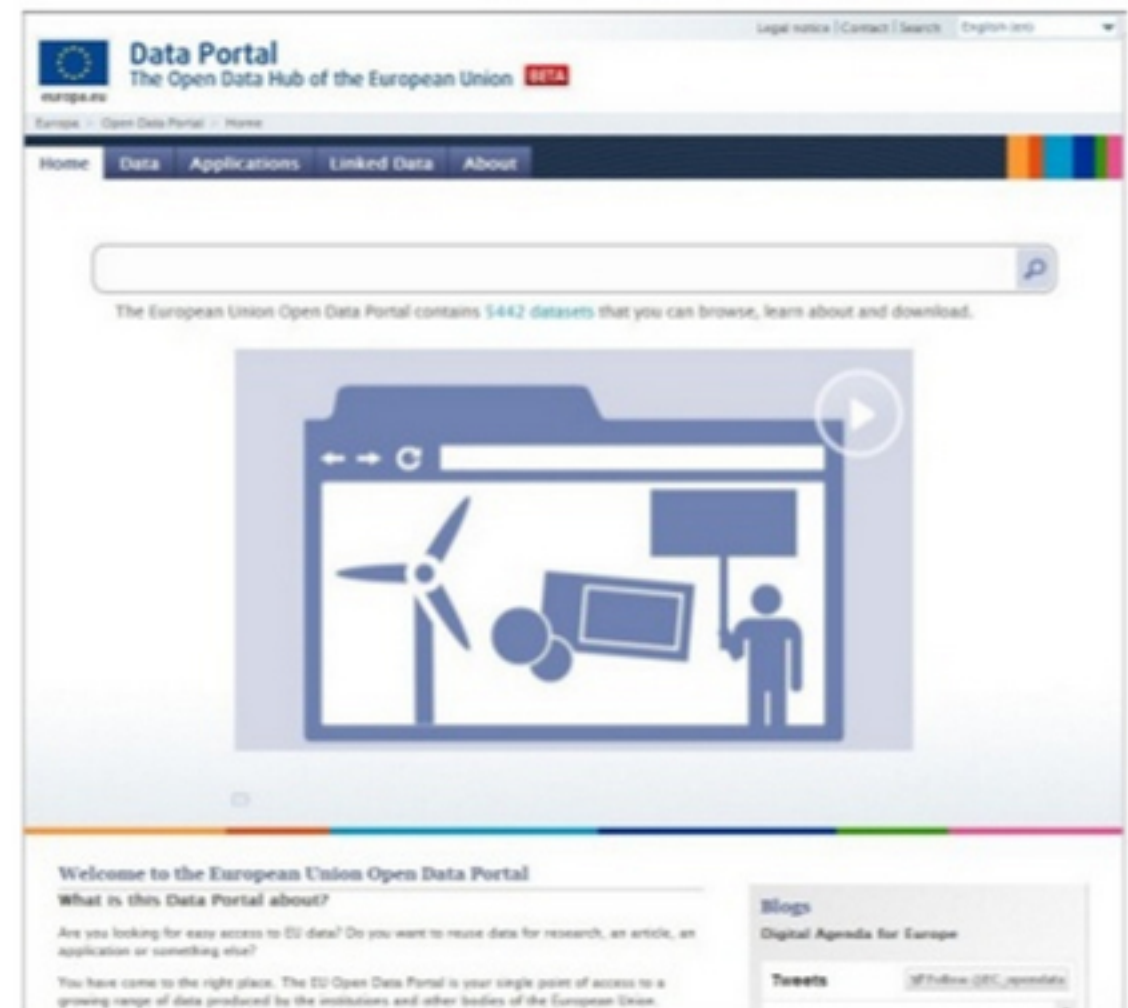 Legal notice | Contact | Search English (en)
Data Portal
The Open Data Hub of the European Union BETA
europa.eu
Europa > Open Data Portal > Home
Home Data Applications Linked Data About
The European Union Open Data Portal contains 5442 datasets that you can browse, learn about and download.
Welcome to the European Union Open Data Portal
What is this Data Portal about?
Are you looking for easy access to EU data? Do you want to reuse data for research, an article, an
application or something else?
You have come to the right place. The EU Open Data Portal is your single point of access to a
growing range of data produced by the institutions and other bodies of the European Union.
Blogs
Digital Agenda for Europe
Tweets Follow @EC_opendata